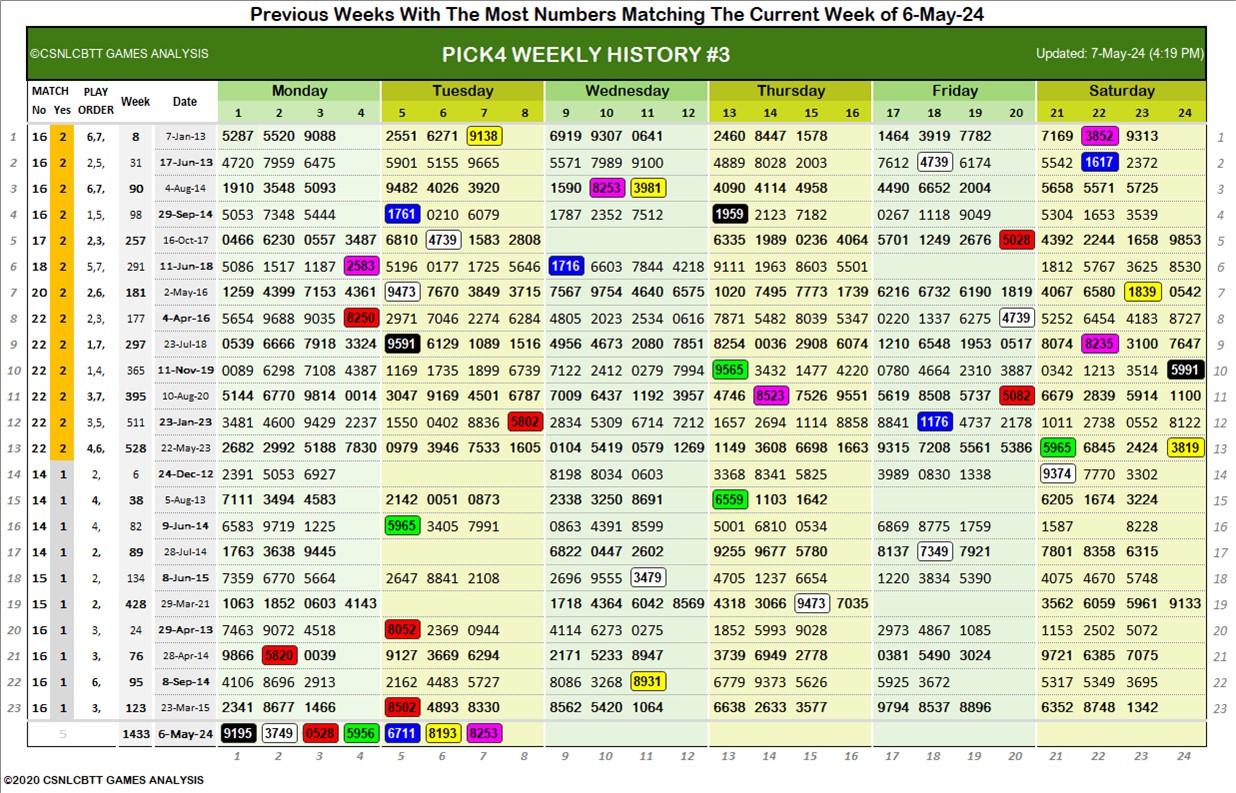 Previous Weeks With The Most Numbers Matching The Current Week of 6-May-24
©CSNLCBTT GAMES ANALYSIS PICK4 WEEKLY HISTORY #3 Updated: 7-May-24 (4:19 PM)
MATCH PLAY Week Date Monday Tuesday Wednesday Thursday Friday Saturday
No Yes ORDER 1 2 3 4 5 6 7 8 9 10 11 12 13 14 15 16 17 18 19 20 21 22 23 24
1 16 2 6,7, 8 7-Jan-13 5287 5520 9088 2551 6271 9138 6919 9307 0641 2460 8447 1578 1464 3919 7782 7169 3852 9313 1
2 16 2 2,5, 31 17-Jun-13 4720 7959 6475 5901 5155 9665 5571 7989 9100 4889 8028 2003 7612 4739 6174 5542 1617 2372 2
3 16 2 6,7, 90 4-Aug-14 1910 3548 5093 9482 4026 3920 1590 8253 3981 4090 4114 4958 4490 6652 2004 5658 5571 5725 3
4 16 2 1,5, 98 29-Sep-14 5053 7348 5444 1761 0210 6079 1787 2352 7512 1959 2123 7182 0267 1118 9049 5304 1653 3539 4
5 17 2 2,3, 257 16-Oct-17 0466 6230 0557 3487 6810 4739 1583 2808 6335 1989 0236 4064 5701 1249 2676 5028 4392 2244 1658 9853 5
6 18 2 5,7, 291 11-Jun-18 5086 1517 1187 2583 5196 0177 1725 5646 1716 6603 7844 4218 9111 1963 8603 5501 1812 5767 3625 8530 6
7 20 2 2,6, 181 2-May-16 1259 4399 7153 4361 9473 7670 3849 3715 7567 9754 4640 6575 1020 7495 7773 1739 6216 6732 6190 1819 4067 6580 1839 0542 7
8 22 2 2,3, 177 4-Apr-16 5654 9688 9035 8250 2971 7046 2274 6284 4805 2023 2534 0616 7871 5482 8039 5347 0220 1337 6275 4739 5252 6454 4183 8727 8
9 22 2 1,7, 297 23-Jul-18 0539 6666 7918 3324 9591 6129 1089 1516 4956 4673 2080 7851 8254 0036 2908 6074 1210 6548 1953 0517 8074 8235 3100 7647 9
10 22 2 1,4, 365 11-Nov-19 0089 6298 7108 4387 1169 1735 1899 6739 7122 2412 0279 7994 9565 3432 1477 4220 0780 4664 2310 3887 0342 1213 3514 5991 10
11 22 2 3,7, 395 10-Aug-20 5144 6770 9814 0014 3047 9169 4501 6787 7009 6437 1192 3957 4746 8523 7526 9551 5619 8508 5737 5082 6679 2839 5914 1100 11
12 22 2 3,5, 511 23-Jan-23 3481 4600 9429 2237 1550 0402 8836 5802 2834 5309 6714 7212 1657 2694 1114 8858 8841 1176 4737 2178 1011 2738 0552 8122 12
13 22 2 4,6, 528 22-May-23 2682 2992 5188 7830 0979 3946 7533 1605 0104 5419 0579 1269 1149 3608 6698 1663 9315 7208 5561 5386 5965 6845 2424 3819 13
14 14 1 2, 6 24-Dec-12 2391 5053 6927 8198 8034 0603 3368 8341 5825 3989 0830 1338 9374 7770 3302 14
15 14 1 4, 38 5-Aug-13 7111 3494 4583 2142 0051 0873 2338 3250 8691 6559 1103 1642 6205 1674 3224 15
16 14 1 4, 82 9-Jun-14 6583 9719 1225 5965 3405 7991 0863 4391 8599 5001 6810 0534 6869 8775 1759 1587 8228 16
17 14 1 2, 89 28-Jul-14 1763 3638 9445 6822 0447 2602 9255 9677 5780 8137 7349 7921 7801 8358 6315 17
18 15 1 2, 134 8-Jun-15 7359 6770 5664 2647 8841 2108 2696 9555 3479 4705 1237 6654 1220 3834 5390 4075 4670 5748 18
19 15 1 2, 428 29-Mar-21 1063 1852 0603 4143 1718 4364 6042 8569 4318 3066 9473 7035 3562 6059 5961 9133 19
20 16 1 3, 24 29-Apr-13 7463 9072 4518 8052 2369 0944 4114 6273 0275 1852 5993 9028 2973 4867 1085 1153 2502 5072 20
21 16 1 3, 76 28-Apr-14 9866 5820 0039 9127 3669 6294 2171 5233 8947 3739 6949 2778 0381 5490 3024 9721 6385 7075 21
22 16 1 6, 95 8-Sep-14 4106 8696 2913 2162 4483 5727 8086 3268 8931 6779 9373 5626 5925 3672 5317 5349 3695 22
23 16 1 3, 123 23-Mar-15 2341 8677 1466 8502 4893 8330 8562 5420 1064 6638 2633 3577 9794 8537 8896 6352 8748 1342 23
5 1433 6-May-24 9195 3749 0528 5956 6711 8193 8253
1 2 3 4 5 6 7 8 9 10 11 12 13 14 15 16 17 18 19 20 21 22 23 24
©2020 CSNLCBTT GAMES ANALYSIS